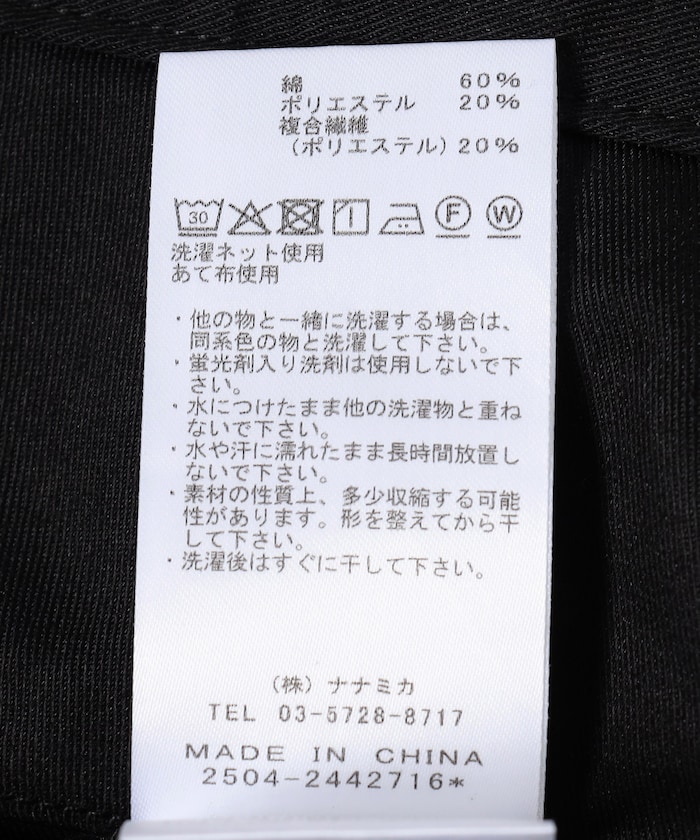 綿 60%
ポリエステル 20%
複合繊維
(ポリエステル) 20%
30 F W
洗濯ネット使用
あて布使用
・他の物と一緒に洗濯する場合は、
同系色の物と洗濯して下さい。
・蛍光剤入り洗剤は使用しないで下
さい。
・水につけたまま他の洗濯物と重ね
ないで下さい。
・水や汗に濡れたまま長時間放置し
ないで下さい。
・素材の性質上、多少収縮する可能
性があります。形を整えてから干
して下さい。
・洗濯後はすぐに干して下さい。
(株) ナナミカ
TEL 03-5728-8717
MADE IN CHINA
2504-2442716*